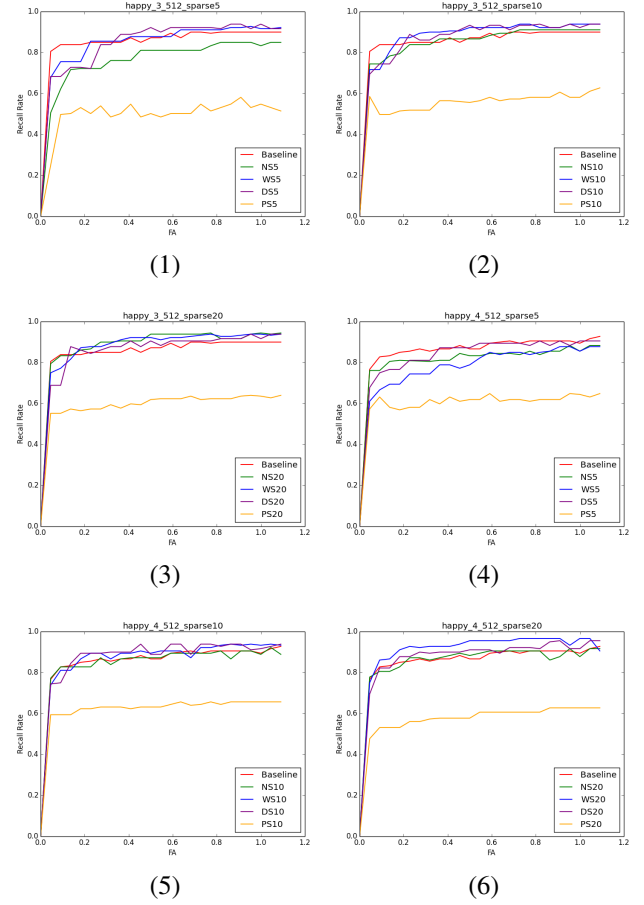 happy_3_512_sparse5
Recall Rate
1.0
0.8
0.6
0.4
0.2
0.0
0.0 0.2 0.4 0.6 0.8 1.0 1.2
FA
Baseline
NS5
WS5
DS5
PS5
(1)
happy_3_512_sparse10
Recall Rate
1.0
0.8
0.6
0.4
0.2
0.0
0.0 0.2 0.4 0.6 0.8 1.0 1.2
FA
Baseline
NS10
WS10
DS10
PS10
(2)
happy_3_512_sparse20
Recall Rate
1.0
0.8
0.6
0.4
0.2
0.0
0.0 0.2 0.4 0.6 0.8 1.0 1.2
FA
Baseline
NS20
WS20
DS20
PS20
(3)
happy_4_512_sparse5
Recall Rate
1.0
0.8
0.6
0.4
0.2
0.0
0.0 0.2 0.4 0.6 0.8 1.0 1.2
FA
Baseline
NS5
WS5
DS5
PS5
(4)
happy_4_512_sparse10
Recall Rate
1.0
0.8
0.6
0.4
0.2
0.0
0.0 0.2 0.4 0.6 0.8 1.0 1.2
FA
Baseline
NS10
WS10
DS10
PS10
(5)
happy_4_512_sparse20
Recall Rate
1.0
0.8
0.6
0.4
0.2
0.0
0.0 0.2 0.4 0.6 0.8 1.0 1.2
FA
Baseline
NS20
WS20
DS20
PS20
(6)